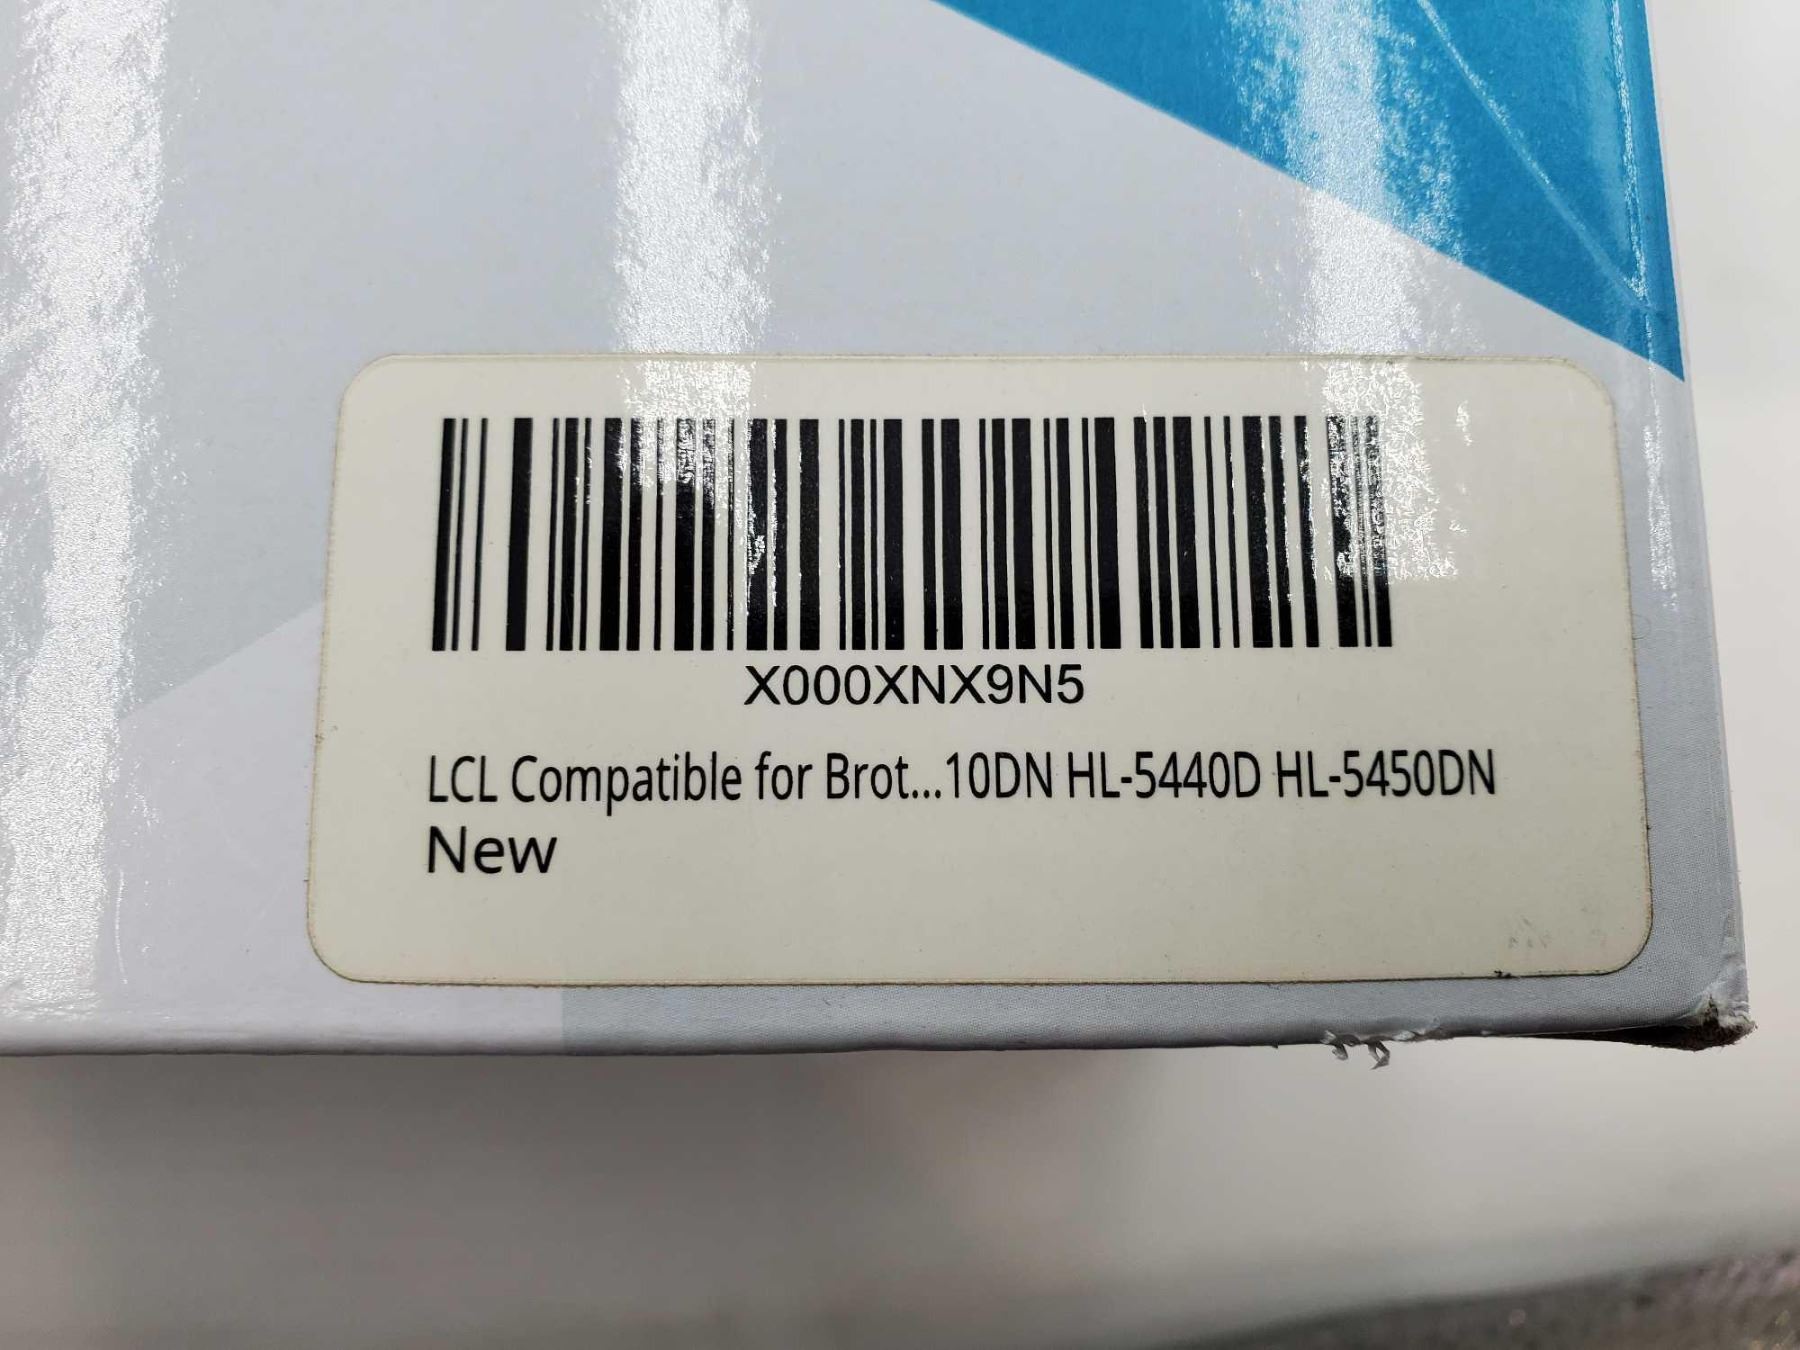 X000XNX9N5
LCL Compatible for Brot...10DN HL-5440D HL-5450DN
New